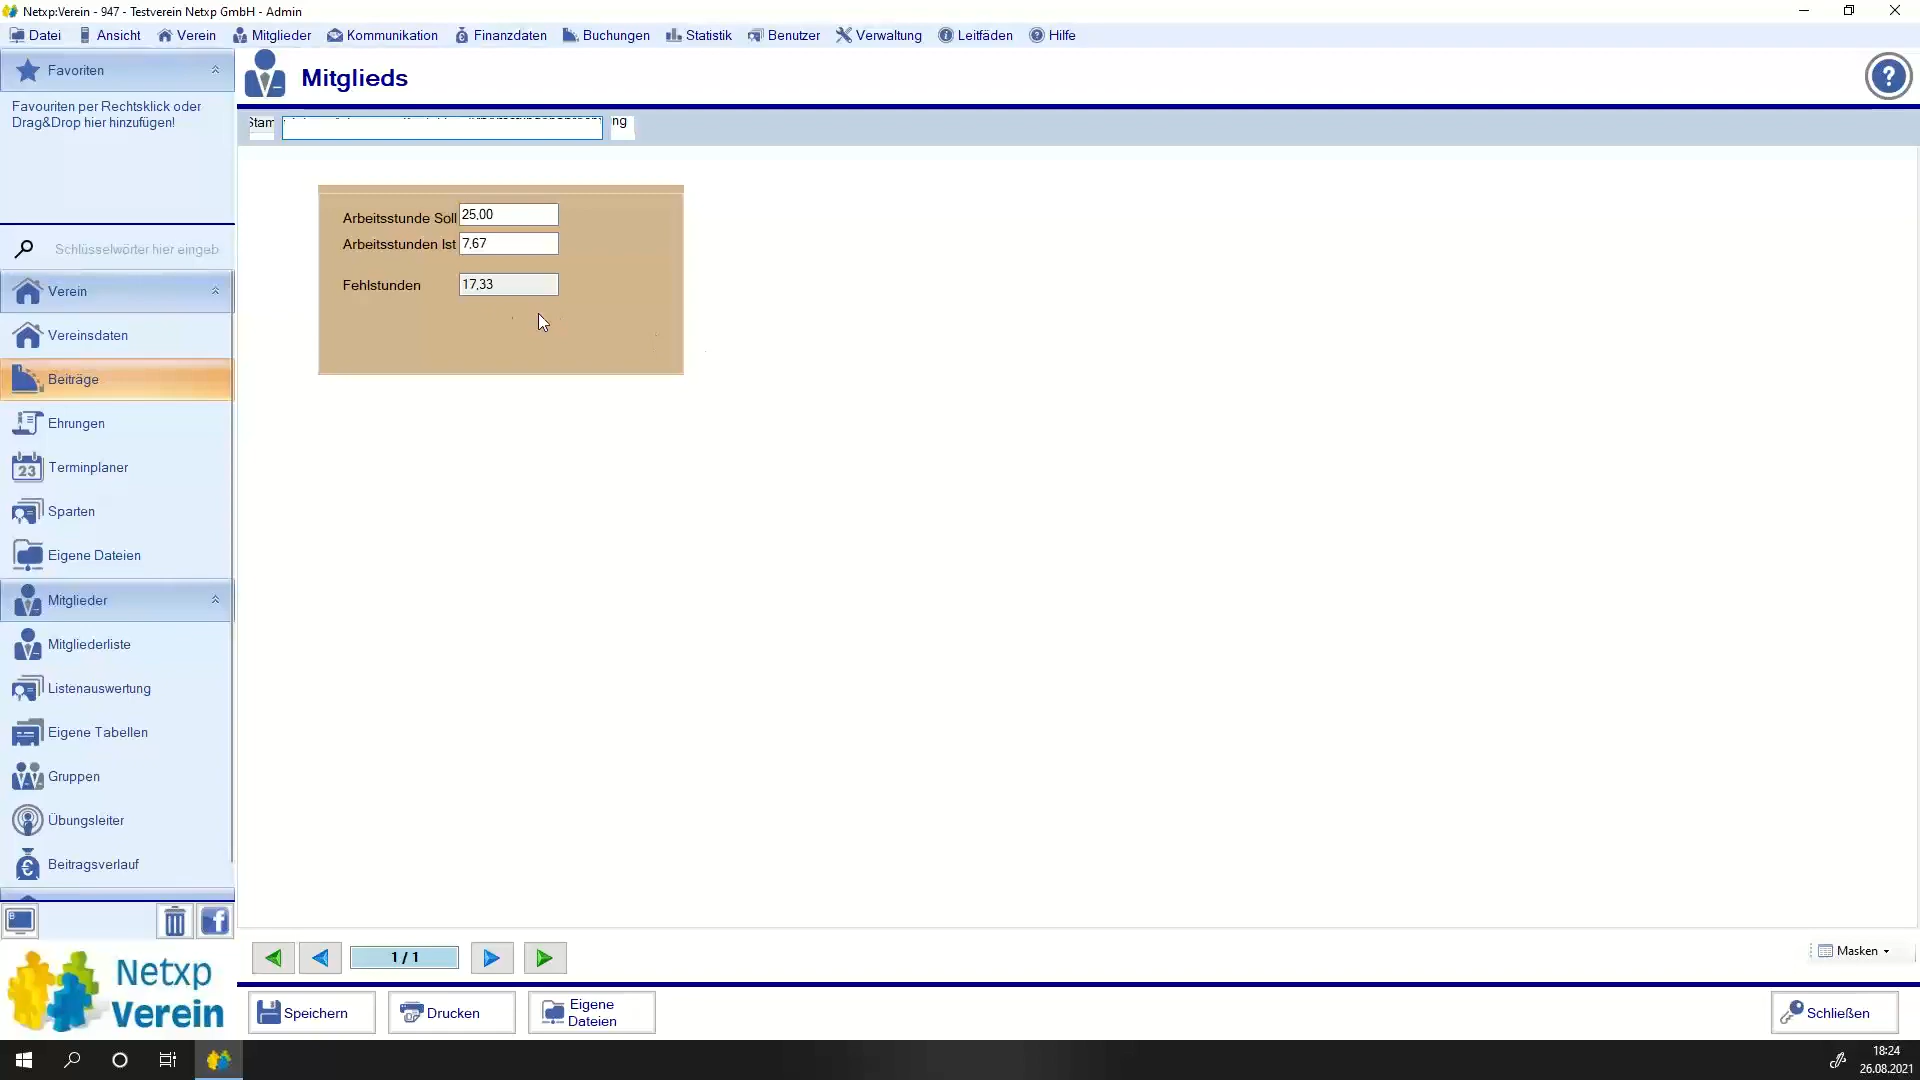 Netxp:Verein - 947 - Testverein Netxp GmbH - Admin
Datei Ansicht Verein Mitglieder Kommunikation Finanzdaten Buchungen Statistik Benutzer Verwaltung Leitfäden Hilfe
Favoriten
Favouriten per Rechtsklick oder
Drag&Drop hier hinzufügen!
Schlüsselwörter hier eingeb
Verein
Vereinsdaten
Beiträge
Ehrungen
23
Terminplaner
Sparten
Eigene Dateien
Mitglieder
Mitgliederliste
Listenauswertung
Eigene Tabellen
Gruppen
Übungsleiter
Beitragsverlauf
Netxp
Verein
Mitglieds
?
Stam
ng
Arbeitsstunde Soll 25,00
Arbeitsstunden Ist 7,67
Fehlstunden 17,33
1 / 1
Masken
Speichern
Drucken
Eigene
Dateien
Schließen
18:24
26.08.2021